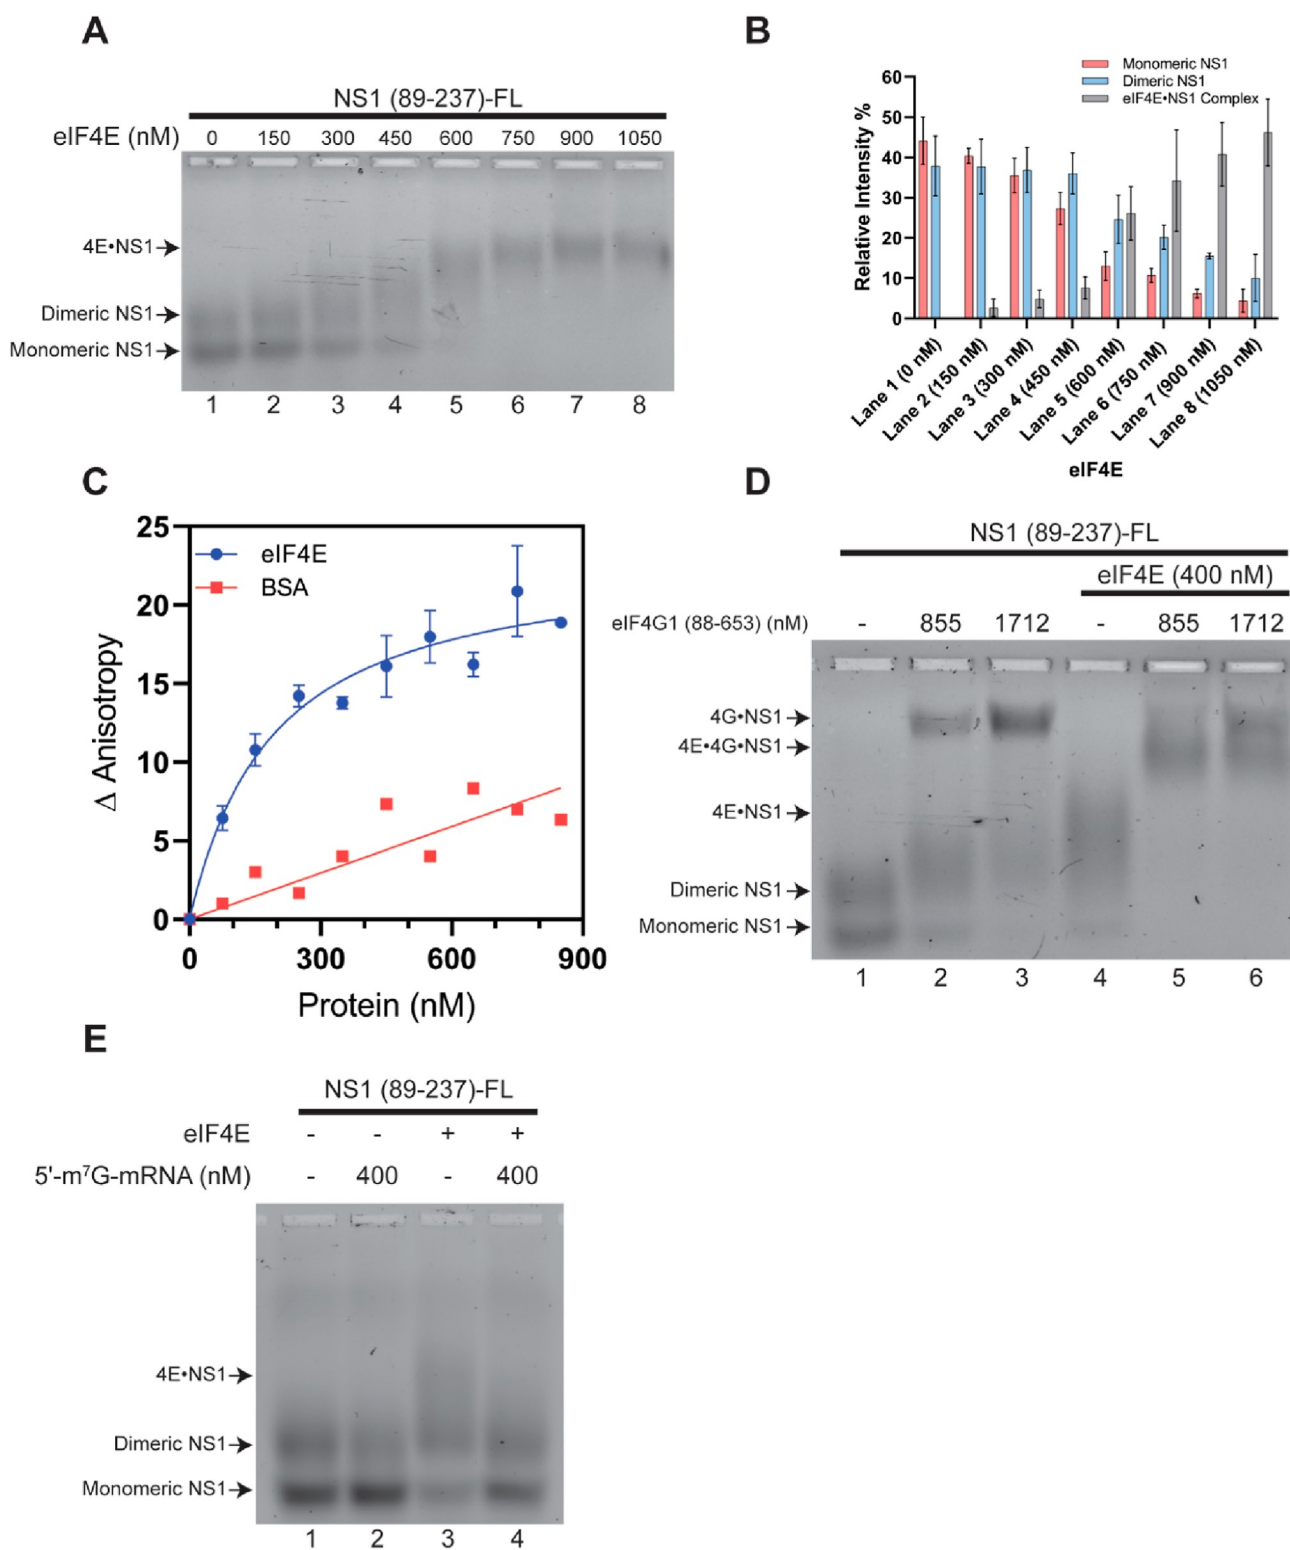 A
NS1 (89-237)-FL
eIF4E (nM) 0 150 300 450 600 750 900 1050
4E•NS1
Dimeric NS1
Monomeric NS1
1 2 3 4 5 6 7 8
B
Monomeric NS1
Dimeric NS1
eIF4E•NS1 Complex
Relative Intensity %
60
50
40
30
20
10
0
Lane 1 (0 nM)
Lane 2 (150 nM)
Lane 3 (300 nM)
Lane 4 (450 nM)
Lane 5 (600 nM)
Lane 6 (750 nM)
Lane 7 (900 nM)
Lane 8 (1050 nM)
eIF4E
C
eIF4E
BSA
Δ Anisotropy
25
20
15
10
5
0
0 300 600 900
Protein (nM)
D
NS1 (89-237)-FL
eIF4E (400 nM)
eIF4G1 (88-653) (nM) - 855 1712 - 855 1712
4G•NS1
4E•4G•NS1
4E•NS1
Dimeric NS1
Monomeric NS1
1 2 3 4 5 6
E
NS1 (89-237)-FL
eIF4E - - + +
5'-m⁷G-mRNA (nM) - 400 - 400
4E•NS1
Dimeric NS1
Monomeric NS1
1 2 3 4